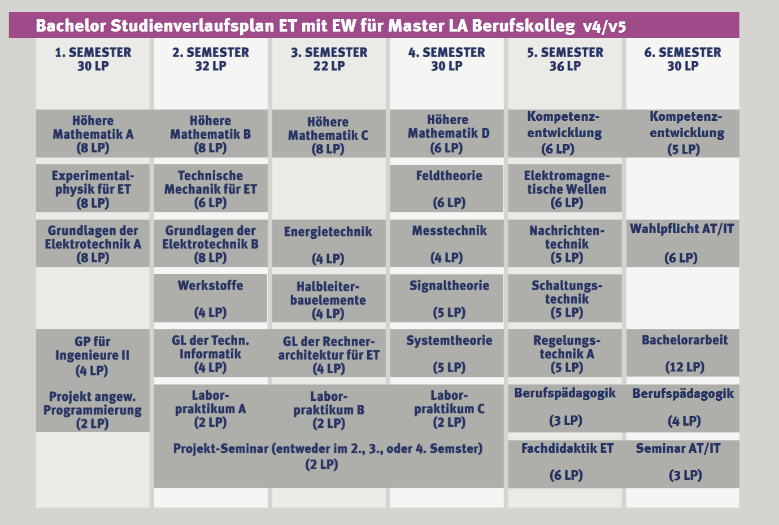 Bachelor Studienverlaufsplan ET mit EW für Master LA Berufskolleg v4/v5
1. SEMESTER
30 LP
2. SEMESTER
32 LP
3. SEMESTER
22 LP
4. SEMESTER
30 LP
5. SEMESTER
36 LP
6. SEMESTER
30 LP
Höhere
Mathematik A
(8 LP)
Höhere
Mathematik B
(8 LP)
Höhere
Mathematik C
(8 LP)
Höhere
Mathematik D
(6 LP)
Kompetenz-
entwicklung
(6 LP)
Kompetenz-
entwicklung
(5 LP)
Experimental-
physik für ET
(8 LP)
Technische
Mechanik für ET
(6 LP)
Feldtheorie
(6 LP)
Elektromagne-
tische Wellen
(6 LP)
Grundlagen der
Elektrotechnik A
(8 LP)
Grundlagen der
Elektrotechnik B
(8 LP)
Energietechnik
(4 LP)
Messtechnik
(4 LP)
Nachrichten-
technik
(5 LP)
Wahlpflicht AT/IT
(6 LP)
Werkstoffe
(4 LP)
Halbleiter-
bauelemente
(4 LP)
Signaltheorie
(5 LP)
Schaltungs-
technik
(5 LP)
GP für
Ingenieure II
(4 LP)
GL der Techn.
Informatik
(4 LP)
GL der Rechner-
architektur für ET
(4 LP)
Systemtheorie
(5 LP)
Regelungs-
technik A
(5 LP)
Bachelorarbeit
(12 LP)
Projekt angew.
Programmierung
(2 LP)
Labor-
praktikum A
(2 LP)
Labor-
praktikum B
(2 LP)
Labor-
praktikum C
(2 LP)
Berufspädagogik
(3 LP)
Berufspädagogik
(4 LP)
Projekt-Seminar (entweder im 2., 3., oder 4. Semster)
(2 LP)
Fachdidaktik ET
(6 LP)
Seminar AT/IT
(3 LP)